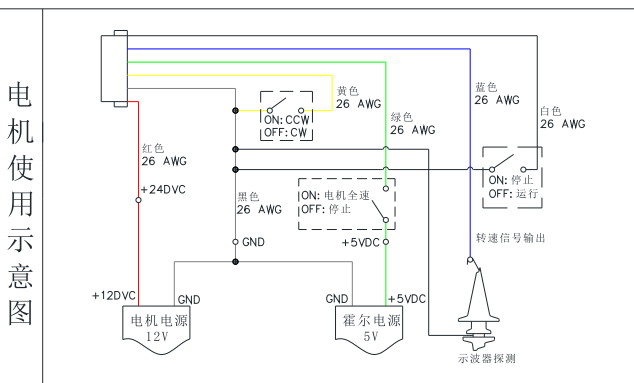 电机使用示意图
黄色
26 AWG
蓝色
26 AWG
白色
26 AWG
绿色
26 AWG
ON: CCW
OFF: CW
红色
26 AWG
+24DVC
黑色
26 AWG
ON: 电机全速
OFF: 停止
ON: 停止
OFF: 运行
GND
+5VDC
转速信号输出
+12DVC
GND
GND
+5VDC
电机电源
12V
霍尔电源
5V
示波器探测